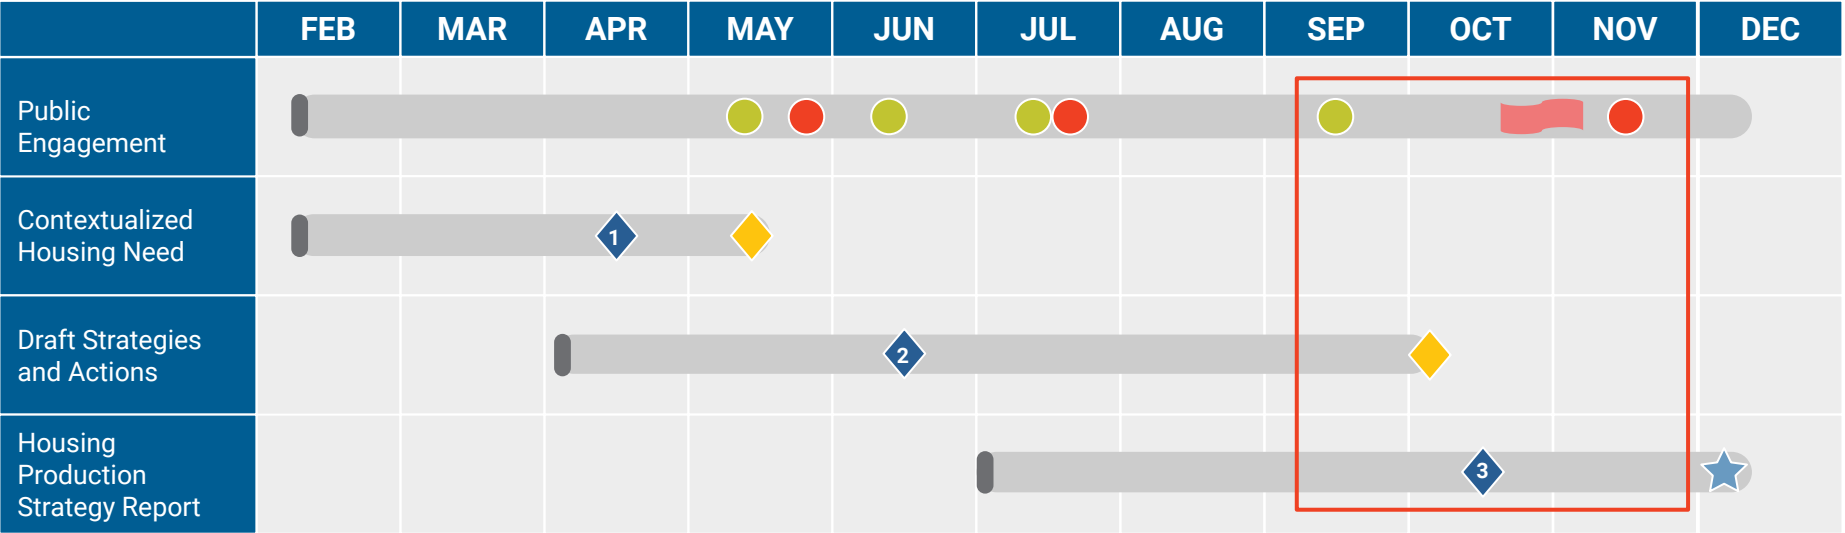 FEB MAR APR MAY JUN JUL AUG SEP OCT NOV DEC
Public
Engagement
Contextualized
Housing Need
1
Draft Strategies
and Actions
2
Housing
Production
Strategy Report
3